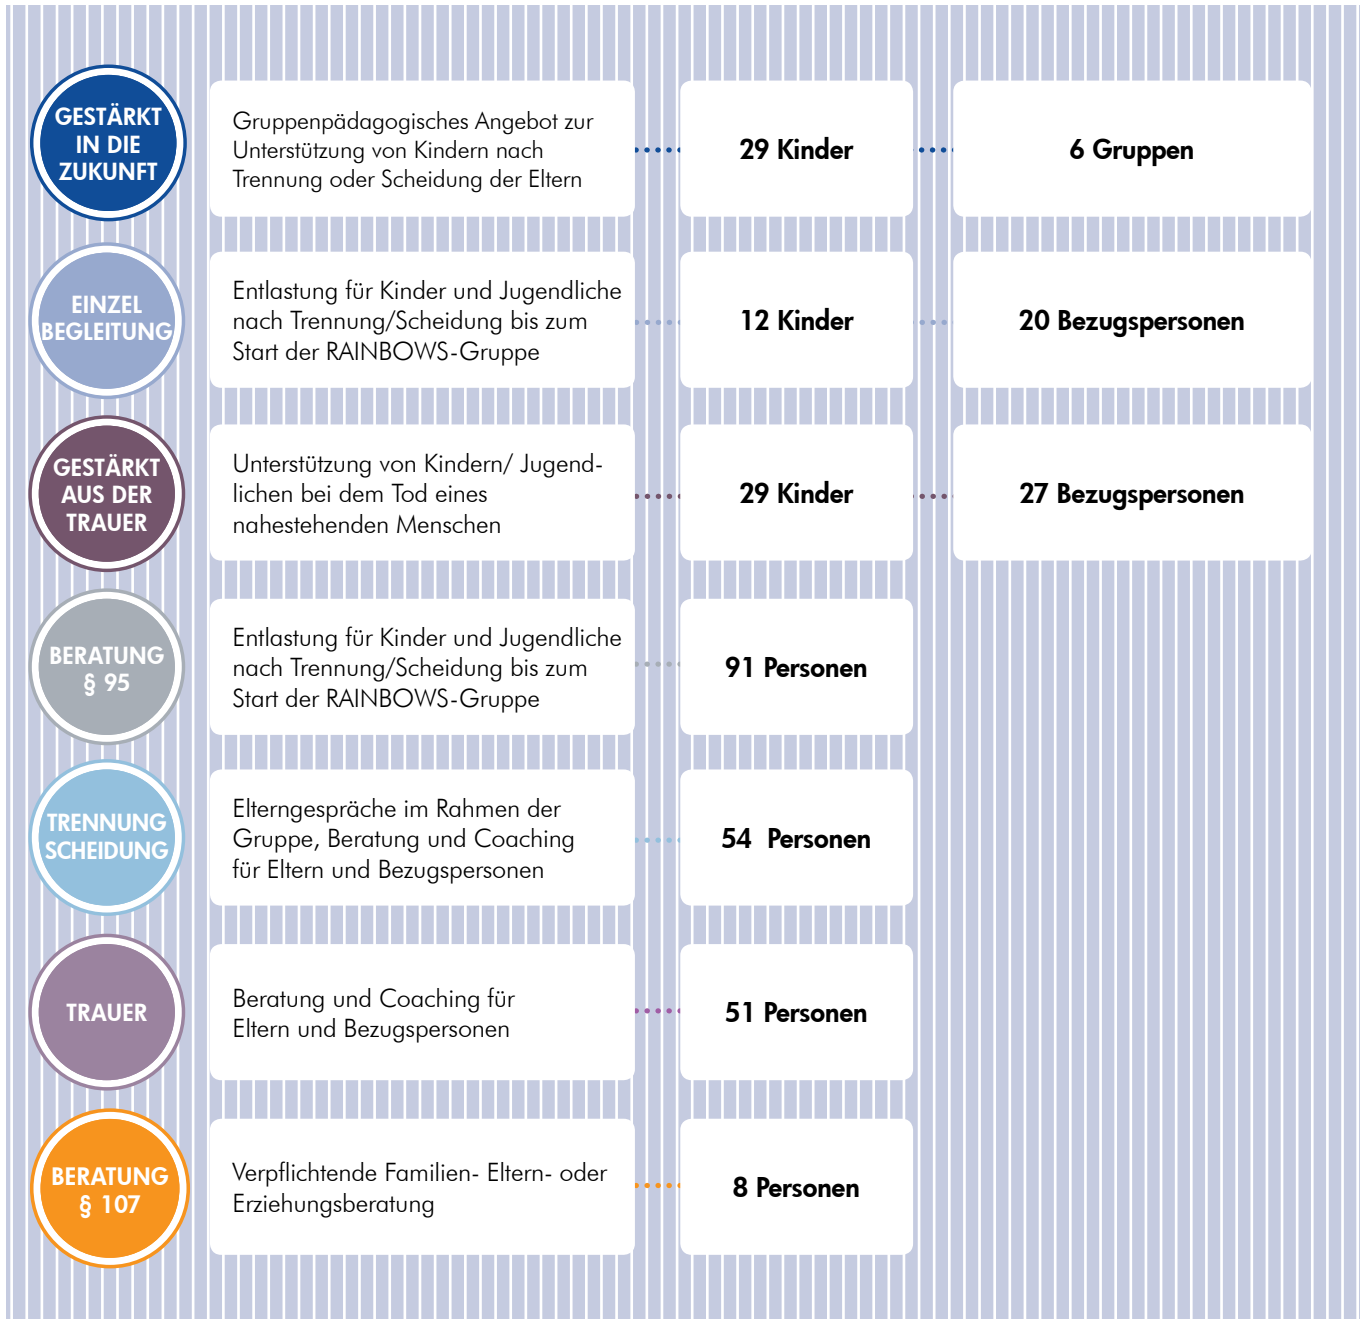 GESTÄRKT
IN DIE
ZUKUNFT
Gruppenpädagogisches Angebot zur
Unterstützung von Kindern nach
Trennung oder Scheidung der Eltern
29 Kinder
6 Gruppen
EINZEL
BEGLEITUNG
Entlastung für Kinder und Jugendliche
nach Trennung/Scheidung bis zum
Start der RAINBOWS-Gruppe
12 Kinder
20 Bezugspersonen
GESTÄRKT
AUS DER
TRAUER
Unterstützung von Kindern/ Jugend-
lichen bei dem Tod eines
nahestehenden Menschen
29 Kinder
27 Bezugspersonen
BERATUNG
§ 95
Entlastung für Kinder und Jugendliche
nach Trennung/Scheidung bis zum
Start der RAINBOWS-Gruppe
91 Personen
TRENNUNG
SCHEIDUNG
Elterngespräche im Rahmen der
Gruppe, Beratung und Coaching
für Eltern und Bezugspersonen
54 Personen
TRAUER
Beratung und Coaching für
Eltern und Bezugspersonen
51 Personen
BERATUNG
§ 107
Verpflichtende Familien- Eltern- oder
Erziehungsberatung
8 Personen